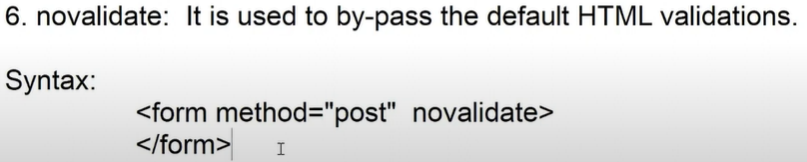 6. novalidate:  It is used to by-pass the default HTML validations.
Syntax:
<form method="post"  novalidate>
</form>